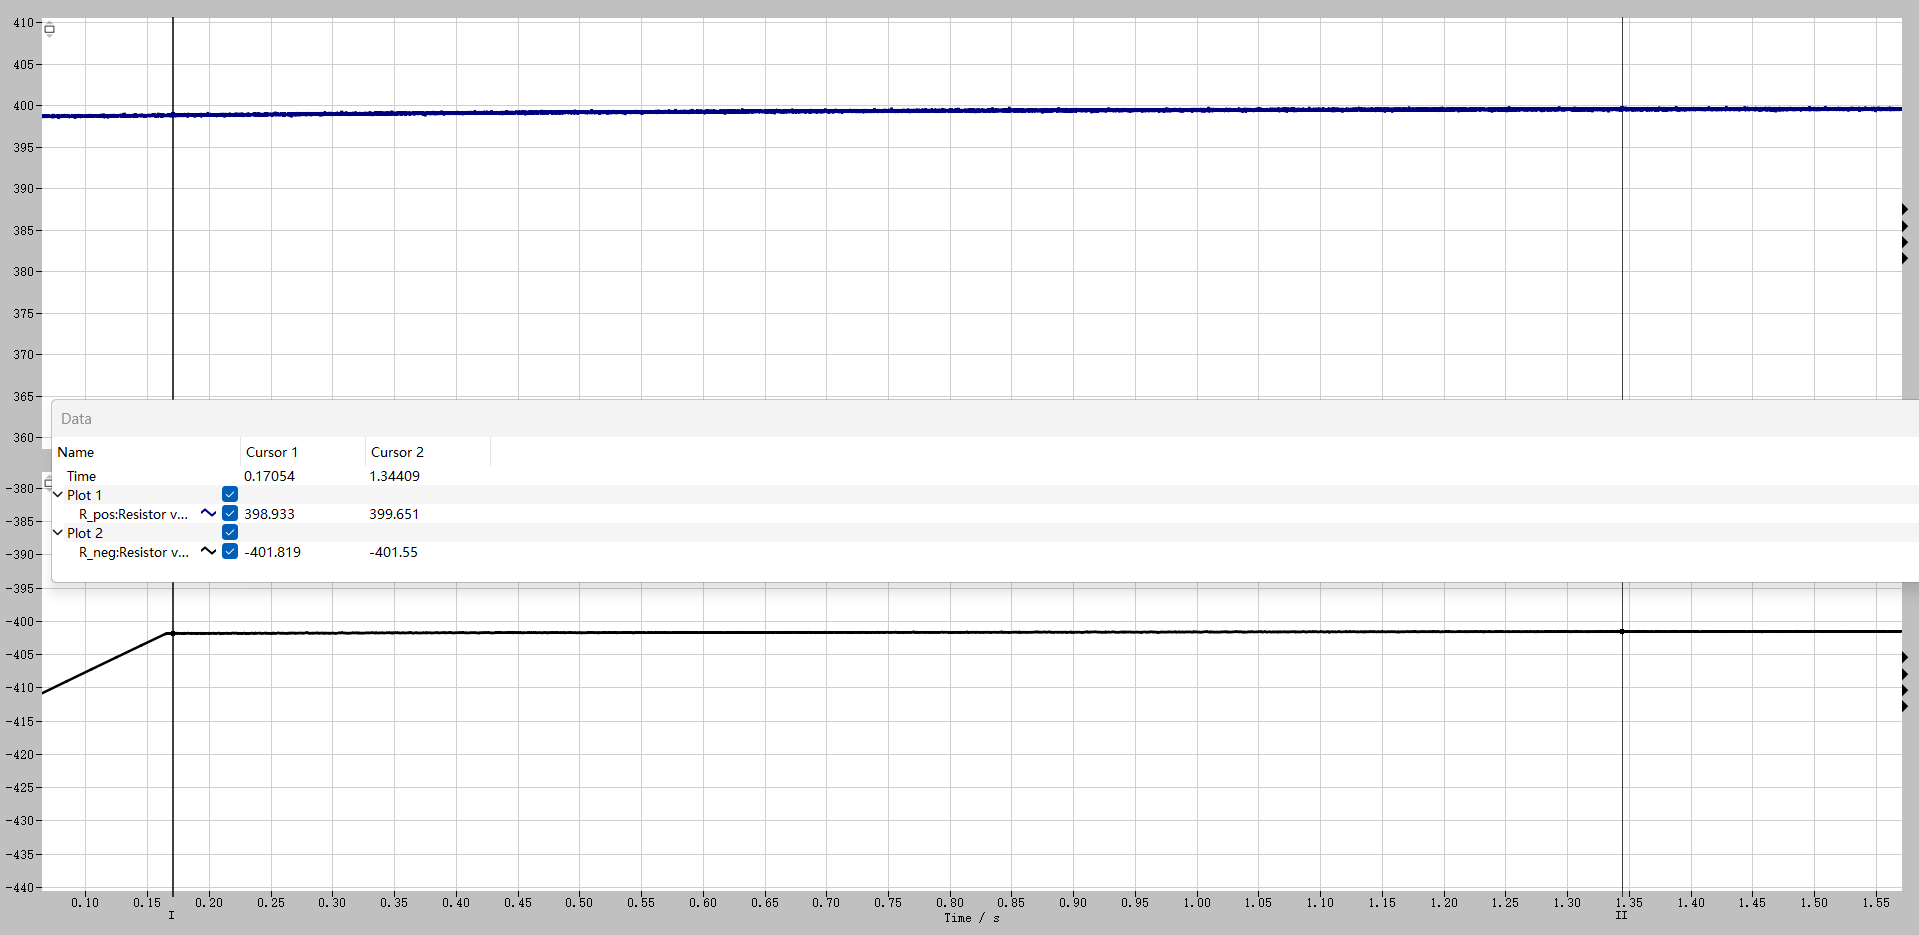 410
405
400
395
390
385
380
375
370
365
360
Data
Name Cursor 1 Cursor 2
Time 0.17054 1.34409
Plot 1
R_pos:Resistor v... 398.933 399.651
Plot 2
R_neg:Resistor v... -401.819 -401.55
-380
-385
-390
-395
-400
-405
-410
-415
-420
-425
-430
-435
-440
0.10 0.15 0.20 0.25 0.30 0.35 0.40 0.45 0.50 0.55 0.60 0.65 0.70 0.75 0.80 0.85 0.90 0.95 1.00 1.05 1.10 1.15 1.20 1.25 1.30 1.35 1.40 1.45 1.50 1.55
I II
Time / s